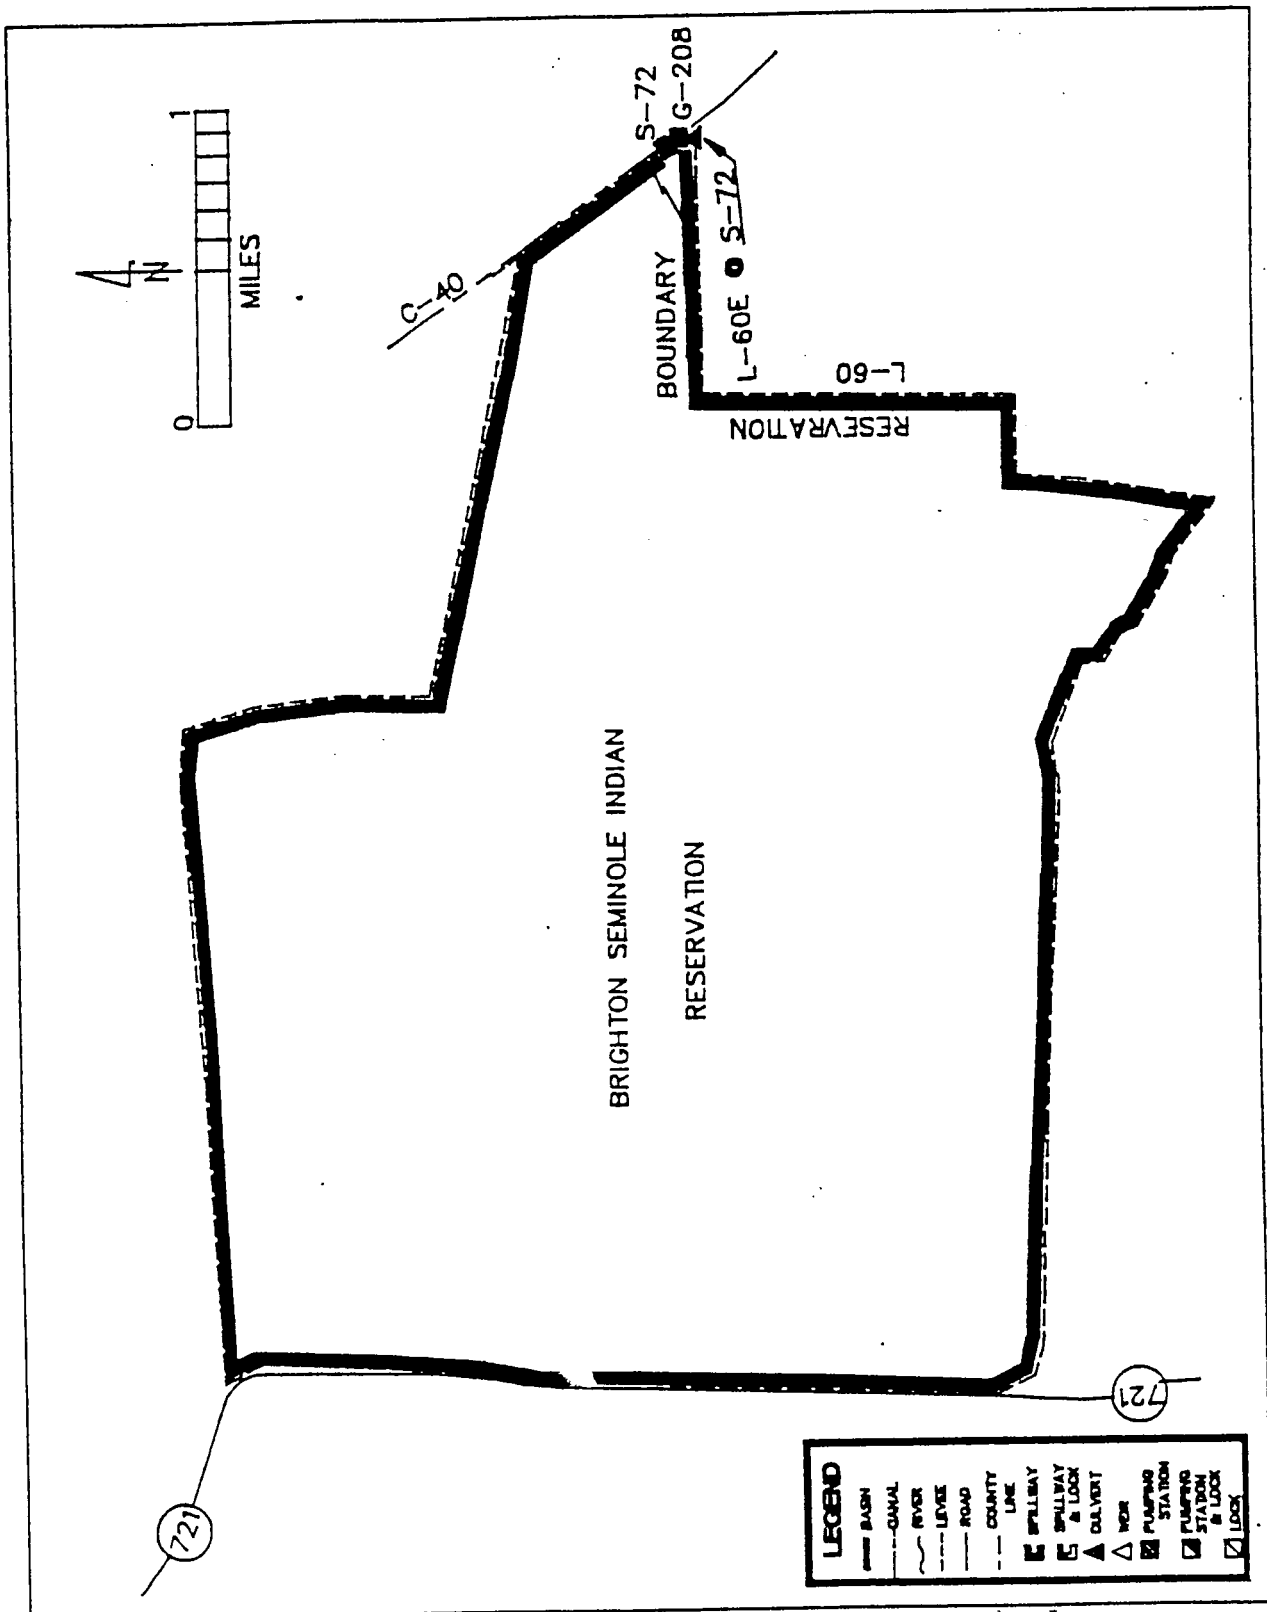 0 1
MILES
N
C-40
S-72
G-208
BOUNDARY
L-60E @ S-72
L-60
RESEVRATION
BRIGHTON SEMINOLE INDIAN
RESERVATION
721
721
LEGEND
BASIN
CANAL
RIVER
LEVEE
ROAD
COUNTY
LINE
SPILLWAY
SPILLWAY
& LOCK
CULVERT
WEIR
PUMPING
STATION
PUMPING
STATION
& LOCK
LOCK